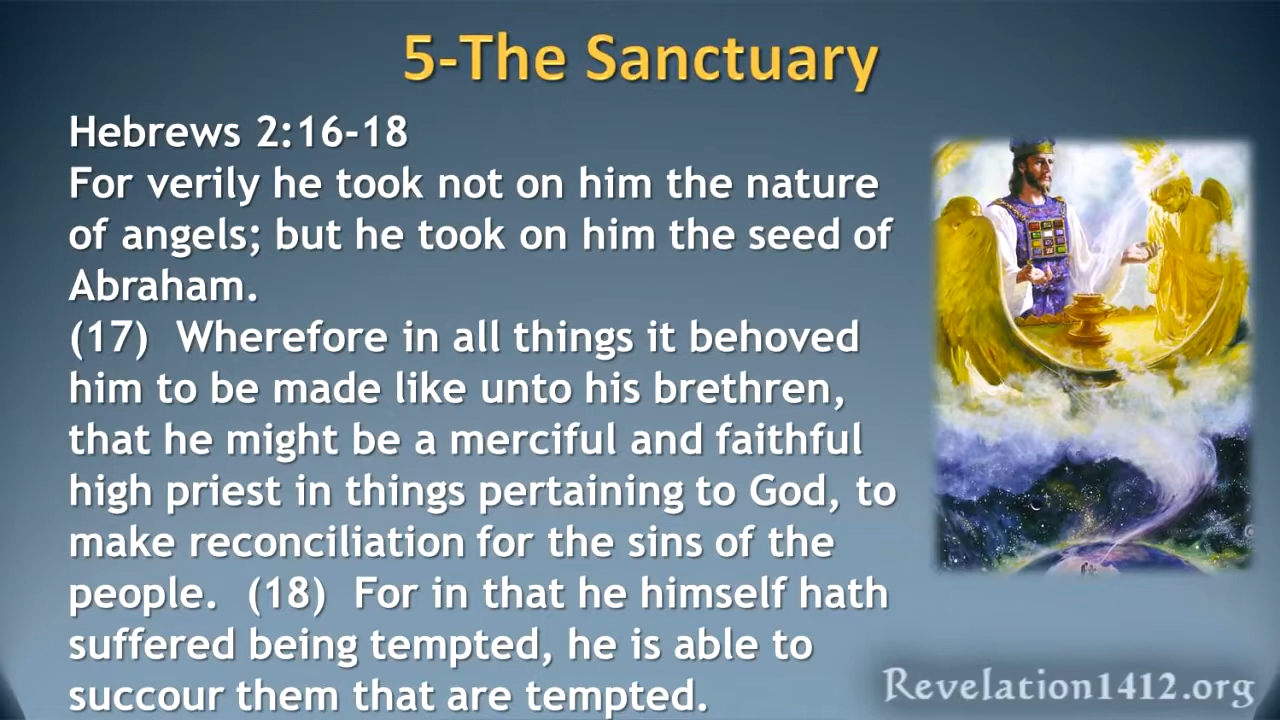 5-The Sanctuary
Hebrews 2:16-18
For verily he took not on him the nature
of angels; but he took on him the seed of
Abraham.
(17)  Wherefore in all things it behoved
him to be made like unto his brethren,
that he might be a merciful and faithful
high priest in things pertaining to God, to
make reconciliation for the sins of the
people.  (18)  For in that he himself hath
suffered being tempted, he is able to
succour them that are tempted.
Revelation1412.org